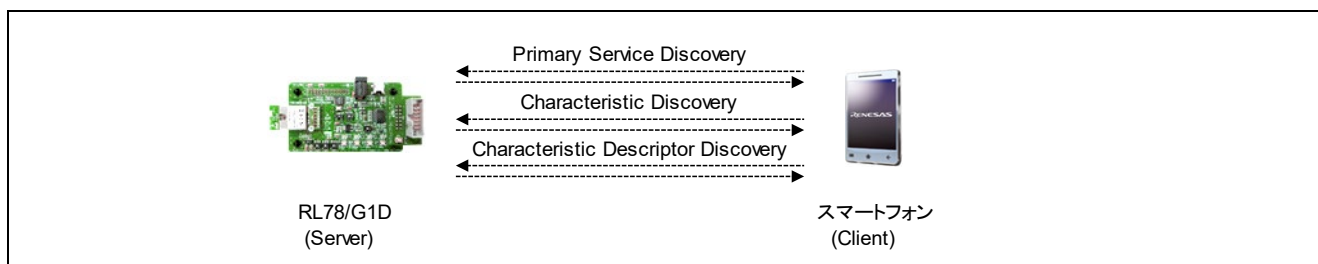 Primary Service Discovery
Characteristic Discovery
Characteristic Descriptor Discovery
RENESAS
RL78/G1D
(Server)
スマートフォン
(Client)